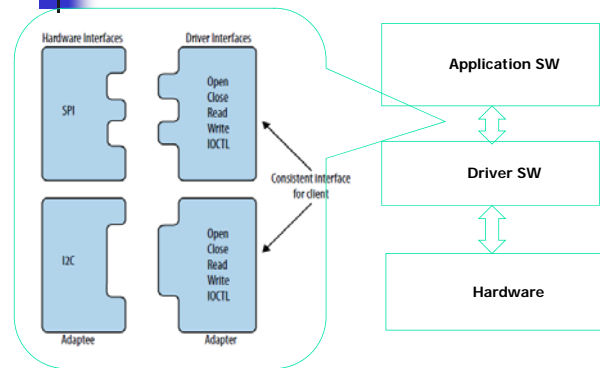 Hardware Interfaces
Driver Interfaces
SPI
Open
Close
Read
Write
IOCTL
Consistent interface
for client
I2C
Open
Close
Read
Write
IOCTL
Adaptee
Adapter
Application SW
Driver SW
Hardware